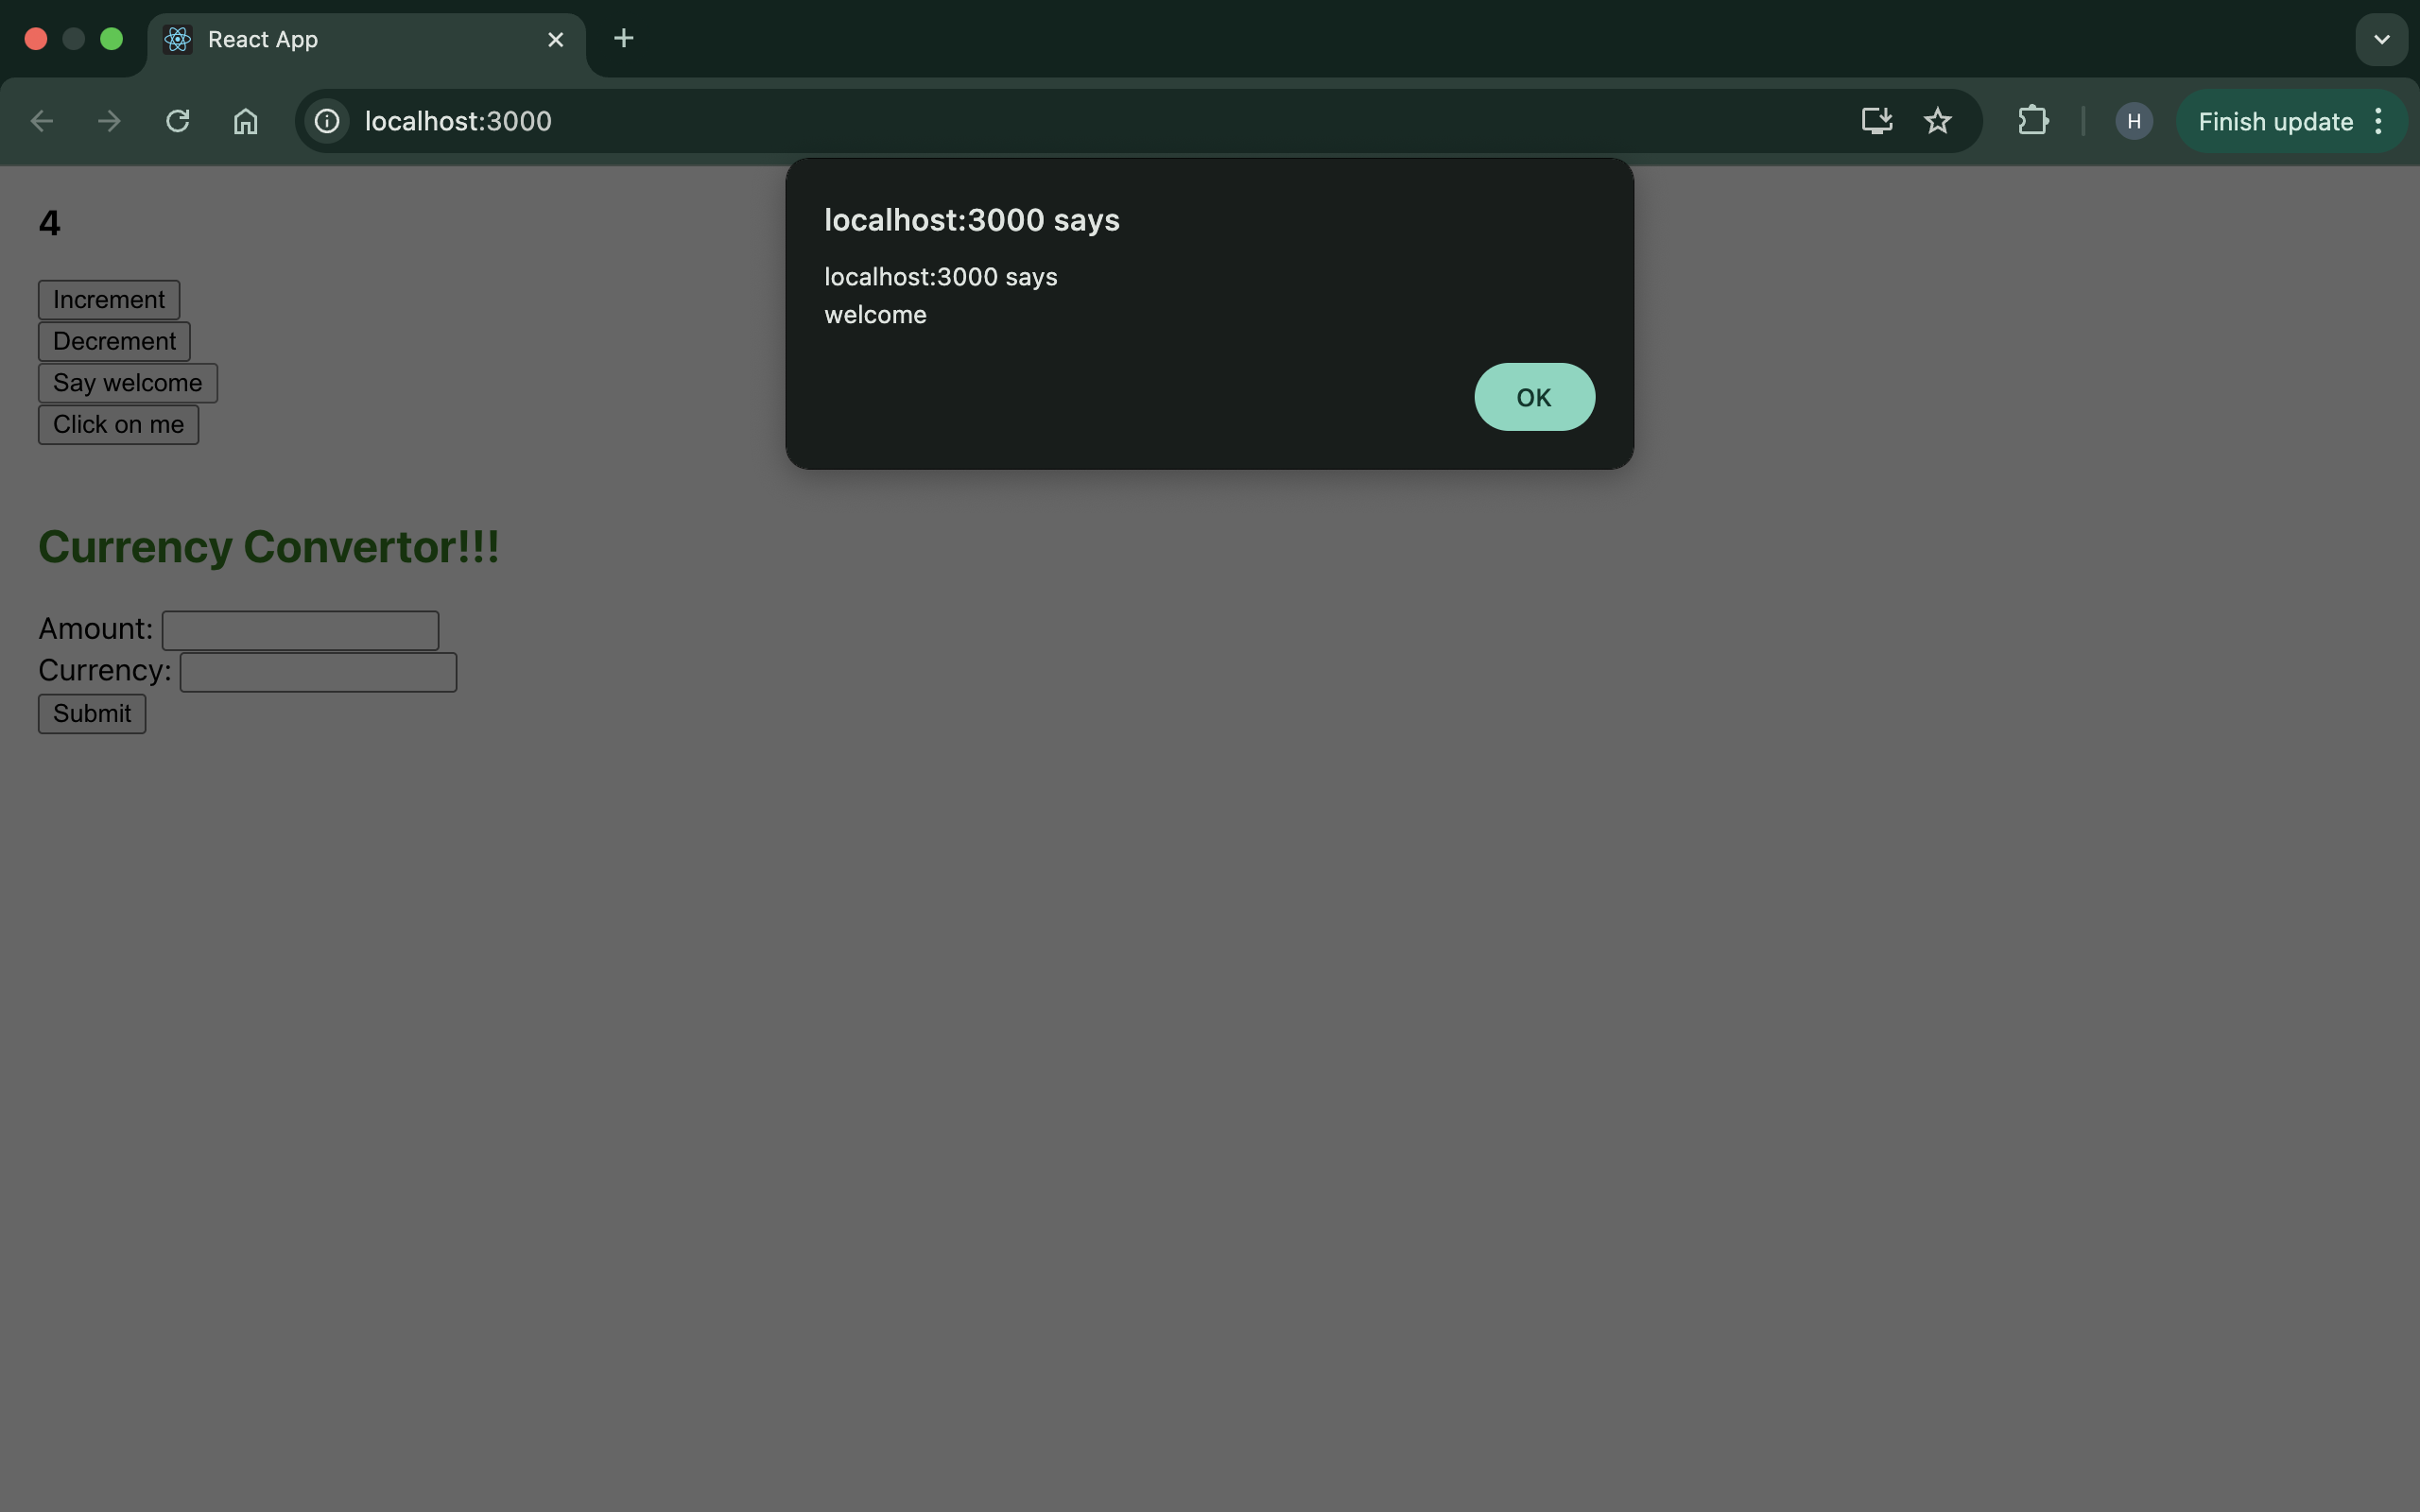 React App
localhost:3000
H
Finish update
localhost:3000 says
localhost:3000 says
welcome
OK
4
Increment
Decrement
Say welcome
Click on me
Currency Convertor!!!
Amount:
Currency:
Submit